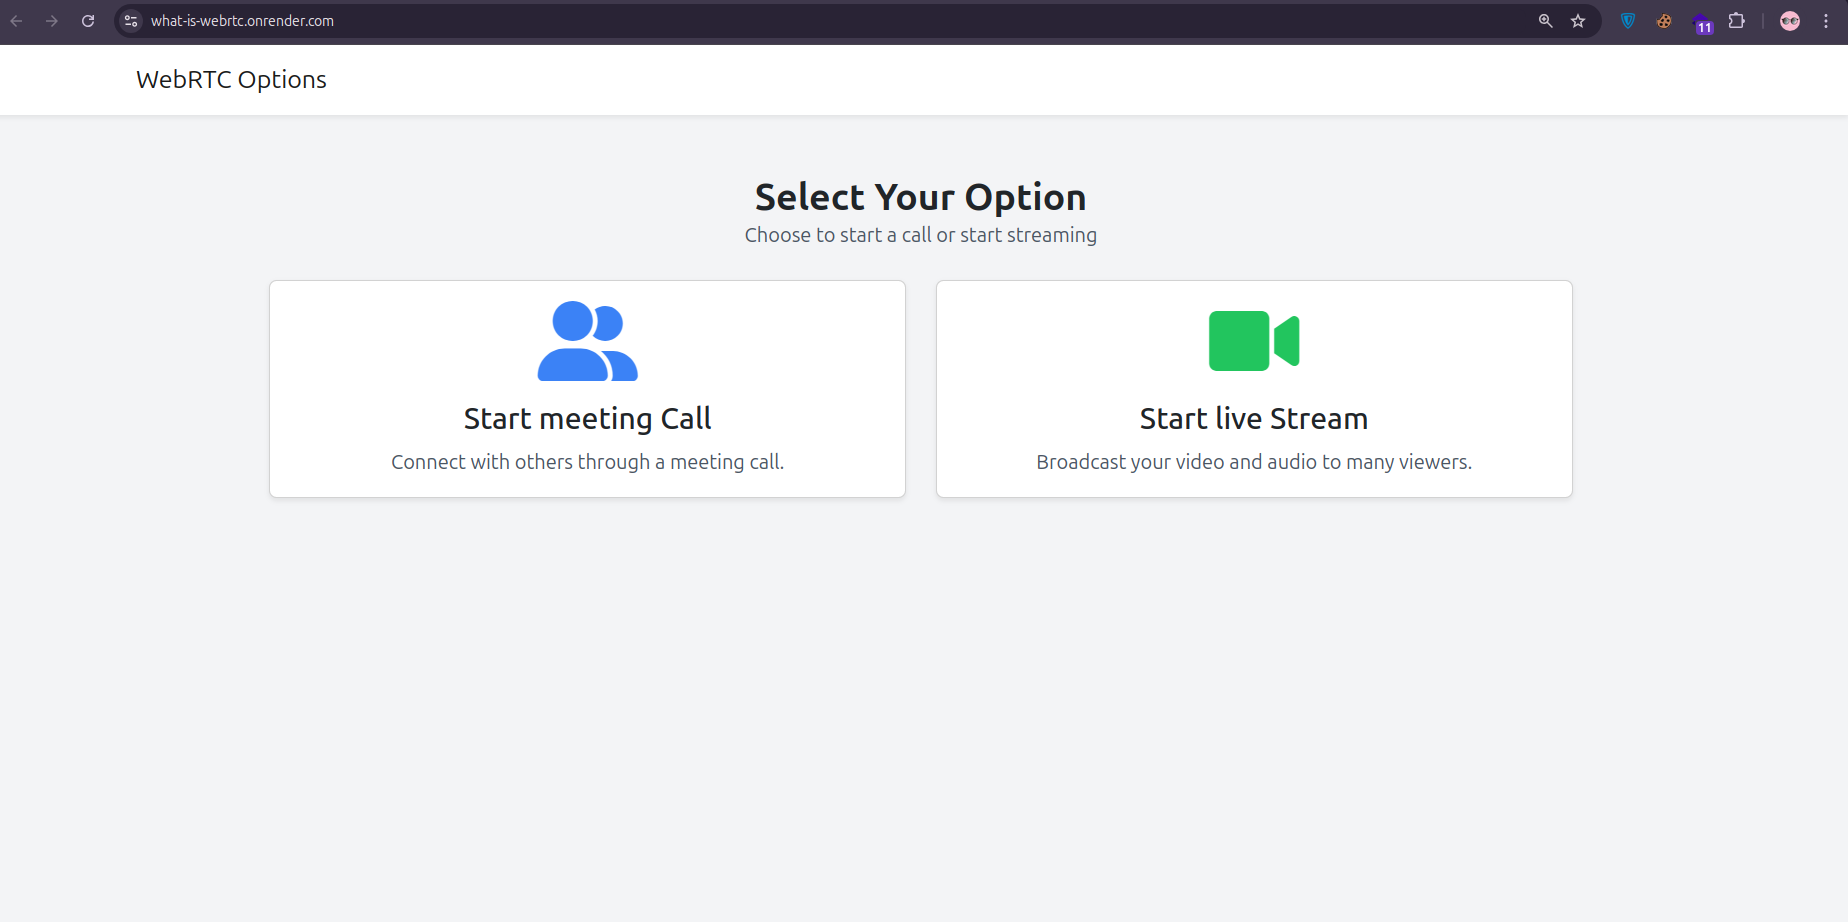 what-is-webrtc.onrender.com
11
WebRTC Options
Select Your Option
Choose to start a call or start streaming
Start meeting Call
Connect with others through a meeting call.
Start live Stream
Broadcast your video and audio to many viewers.